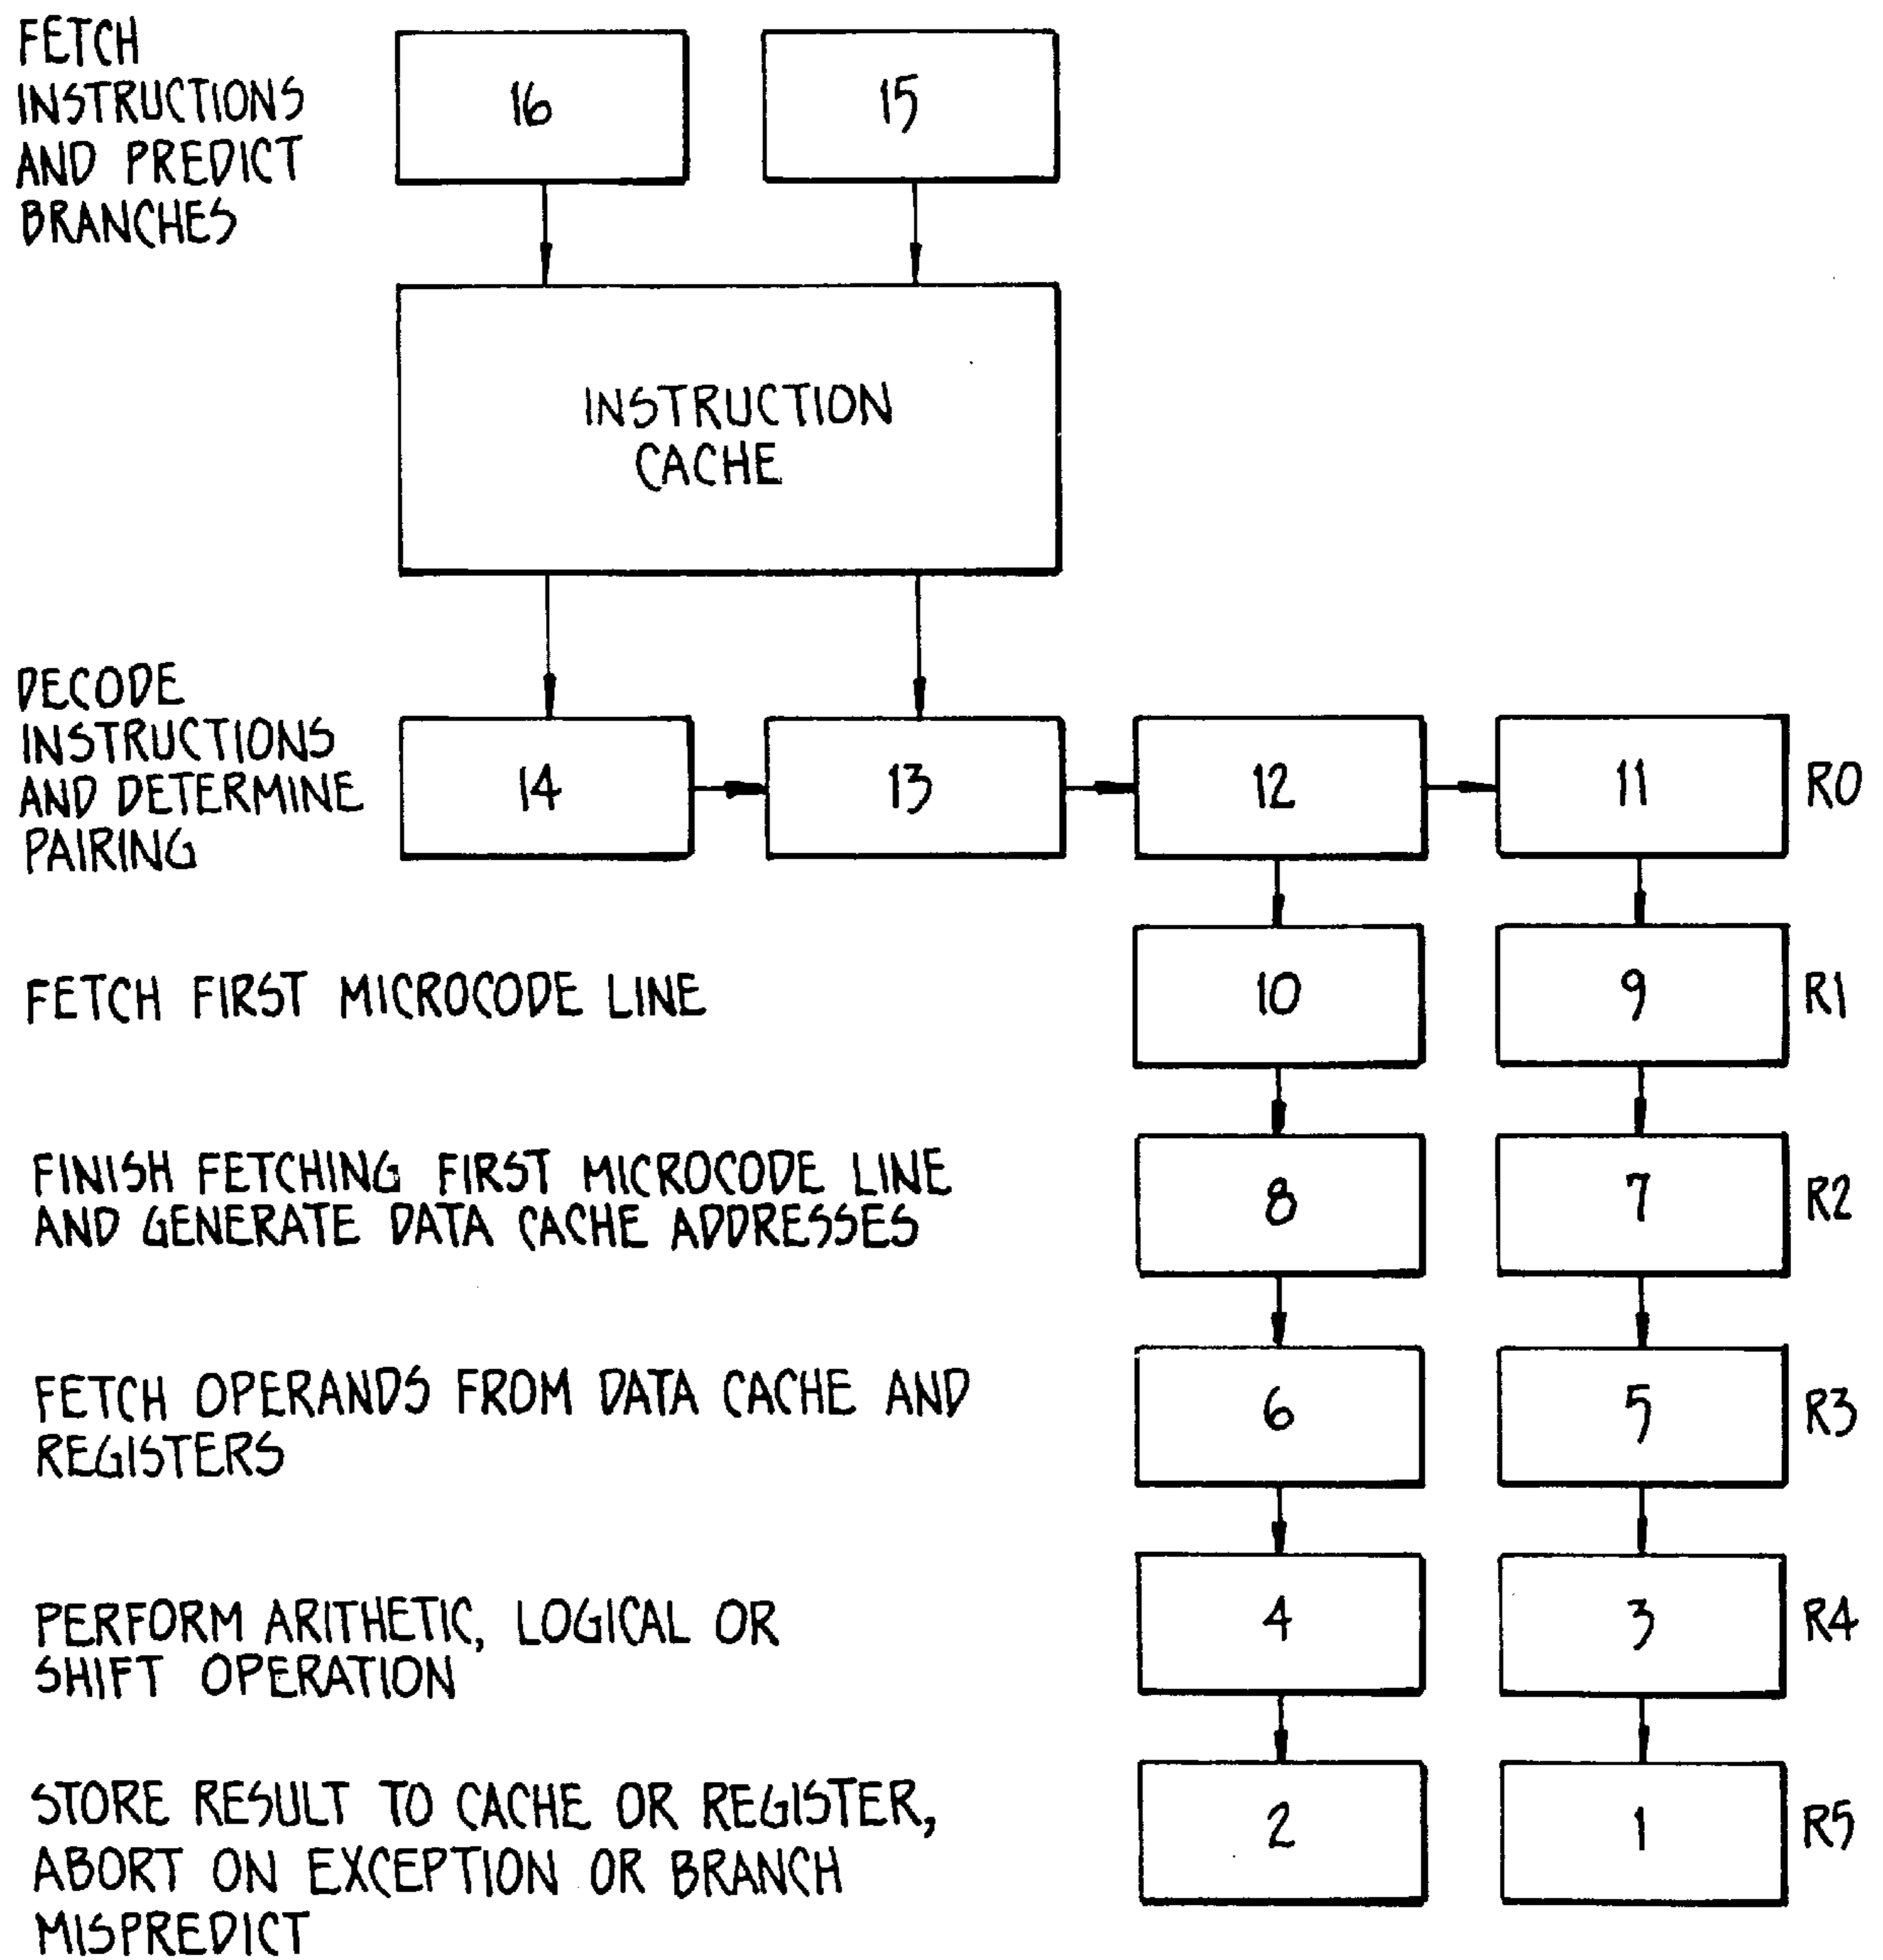 FETCH
INSTRUCTIONS
AND PREDICT
BRANCHES
16
15
INSTRUCTION
CACHE
DECODE
INSTRUCTIONS
AND DETERMINE
PAIRING
14
13
12
11
R0
FETCH FIRST MICROCODE LINE
10
9
R1
FINISH FETCHING FIRST MICROCODE LINE
AND GENERATE DATA CACHE ADDRESSES
8
7
R2
FETCH OPERANDS FROM DATA CACHE AND
REGISTERS
6
5
R3
PERFORM ARITHETIC, LOGICAL OR
SHIFT OPERATION
4
3
R4
STORE RESULT TO CACHE OR REGISTER,
ABORT ON EXCEPTION OR BRANCH
MISPREDICT
2
1
R5